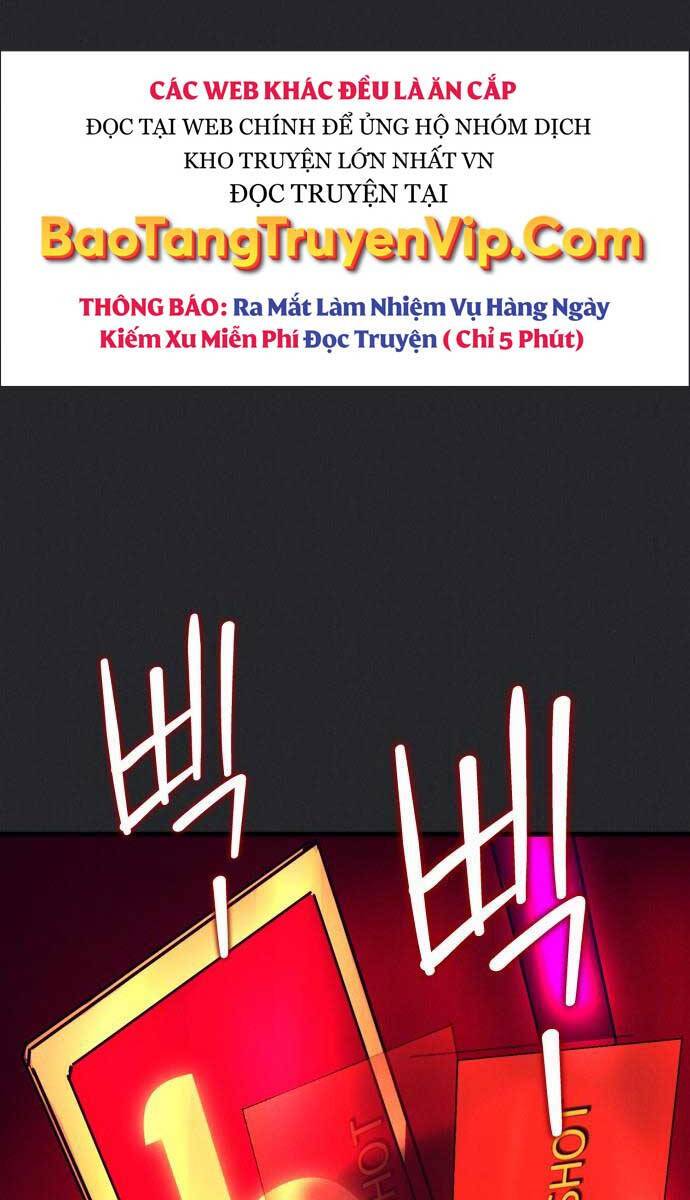 CÁC WEB KHÁC ĐỀU LÀ ĂN CẮP
ĐỌC TẠI WEB CHÍNH ĐỂ ỦNG HỘ NHÓM DỊCH
KHO TRUYỆN LỚN NHẤT VN
ĐỌC TRUYỆN TẠI
BaoTangTruyenVip.Com
THÔNG BÁO: Ra Mắt Làm Nhiệm Vụ Hàng Ngày
Kiếm Xu Miễn Phí Đọc Truyện ( Chỉ 5 Phút)
삑
삑
SHOT
SHOT